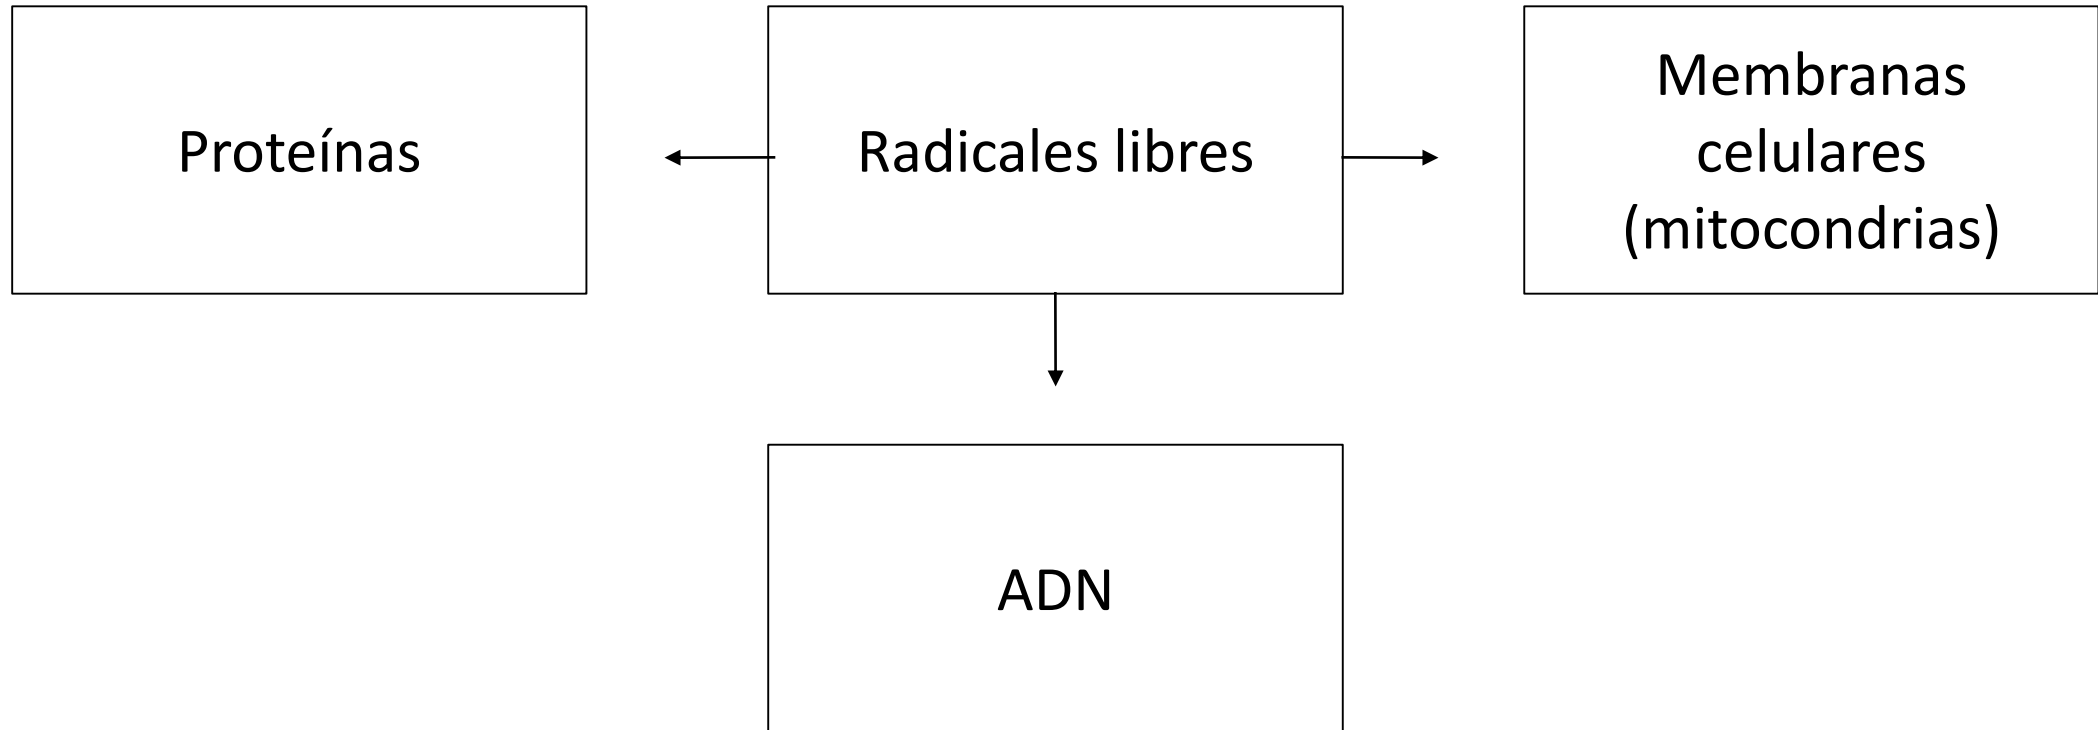 Proteínas
Radicales libres
Membranas
celulares
(mitocondrias)
ADN